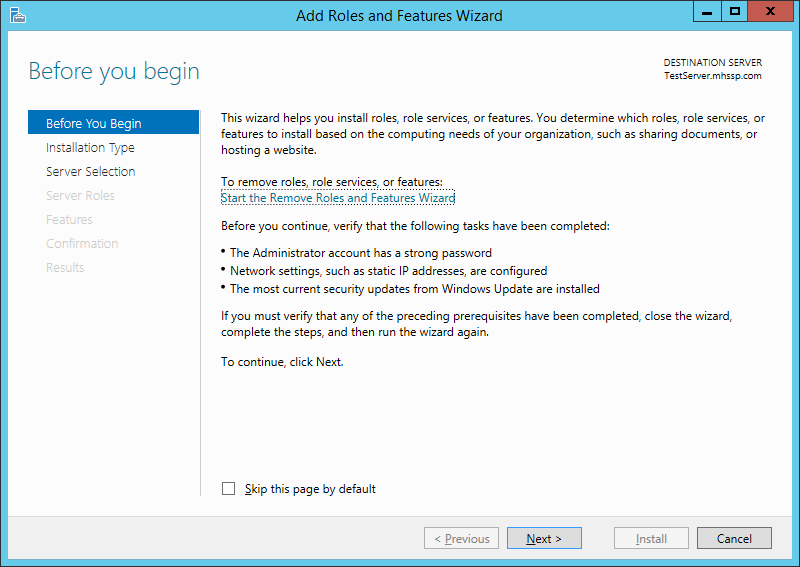 Add Roles and Features Wizard
Before you begin
DESTINATION SERVER
TestServer.mhssp.com
Before You Begin
Installation Type
Server Selection
Server Roles
Features
Confirmation
Results
This wizard helps you install roles, role services, or features. You determine which roles, role services, or
features to install based on the computing needs of your organization, such as sharing documents, or
hosting a website.
To remove roles, role services, or features:
Start the Remove Roles and Features Wizard
Before you continue, verify that the following tasks have been completed:
• The Administrator account has a strong password
• Network settings, such as static IP addresses, are configured
• The most current security updates from Windows Update are installed
If you must verify that any of the preceding prerequisites have been completed, close the wizard,
complete the steps, and then run the wizard again.
To continue, click Next.
Skip this page by default
< Previous
Next >
Install
Cancel